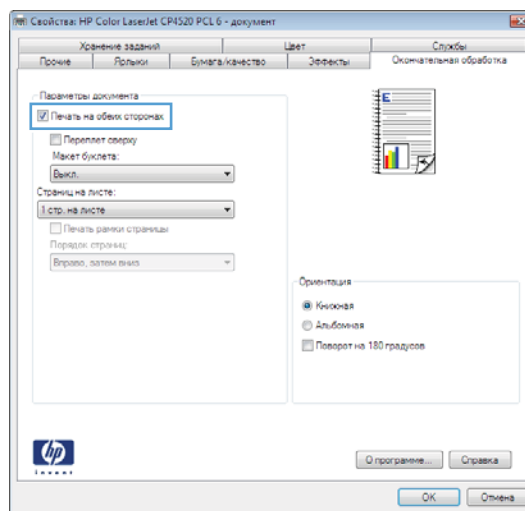 Свойства: HP Color LaserJet CP4520 PCL 6 - документ
Хранение заданий Цвет Службы
Прочие Ярлыки Бумага/качество Эффекты Окончательная обработка
Параметры документа
Печать на обеих сторонах
Переплет сверху
Макет буклета:
Выкл.
Страниц на листе:
1 стр. на листе
Печать рамки страницы
Порядок страниц:
Вправо, затем вниз
E
Ориентация
Книжная
Альбомная
Поворот на 180 градусов
hp
invent
О программе... Справка
OK Отмена